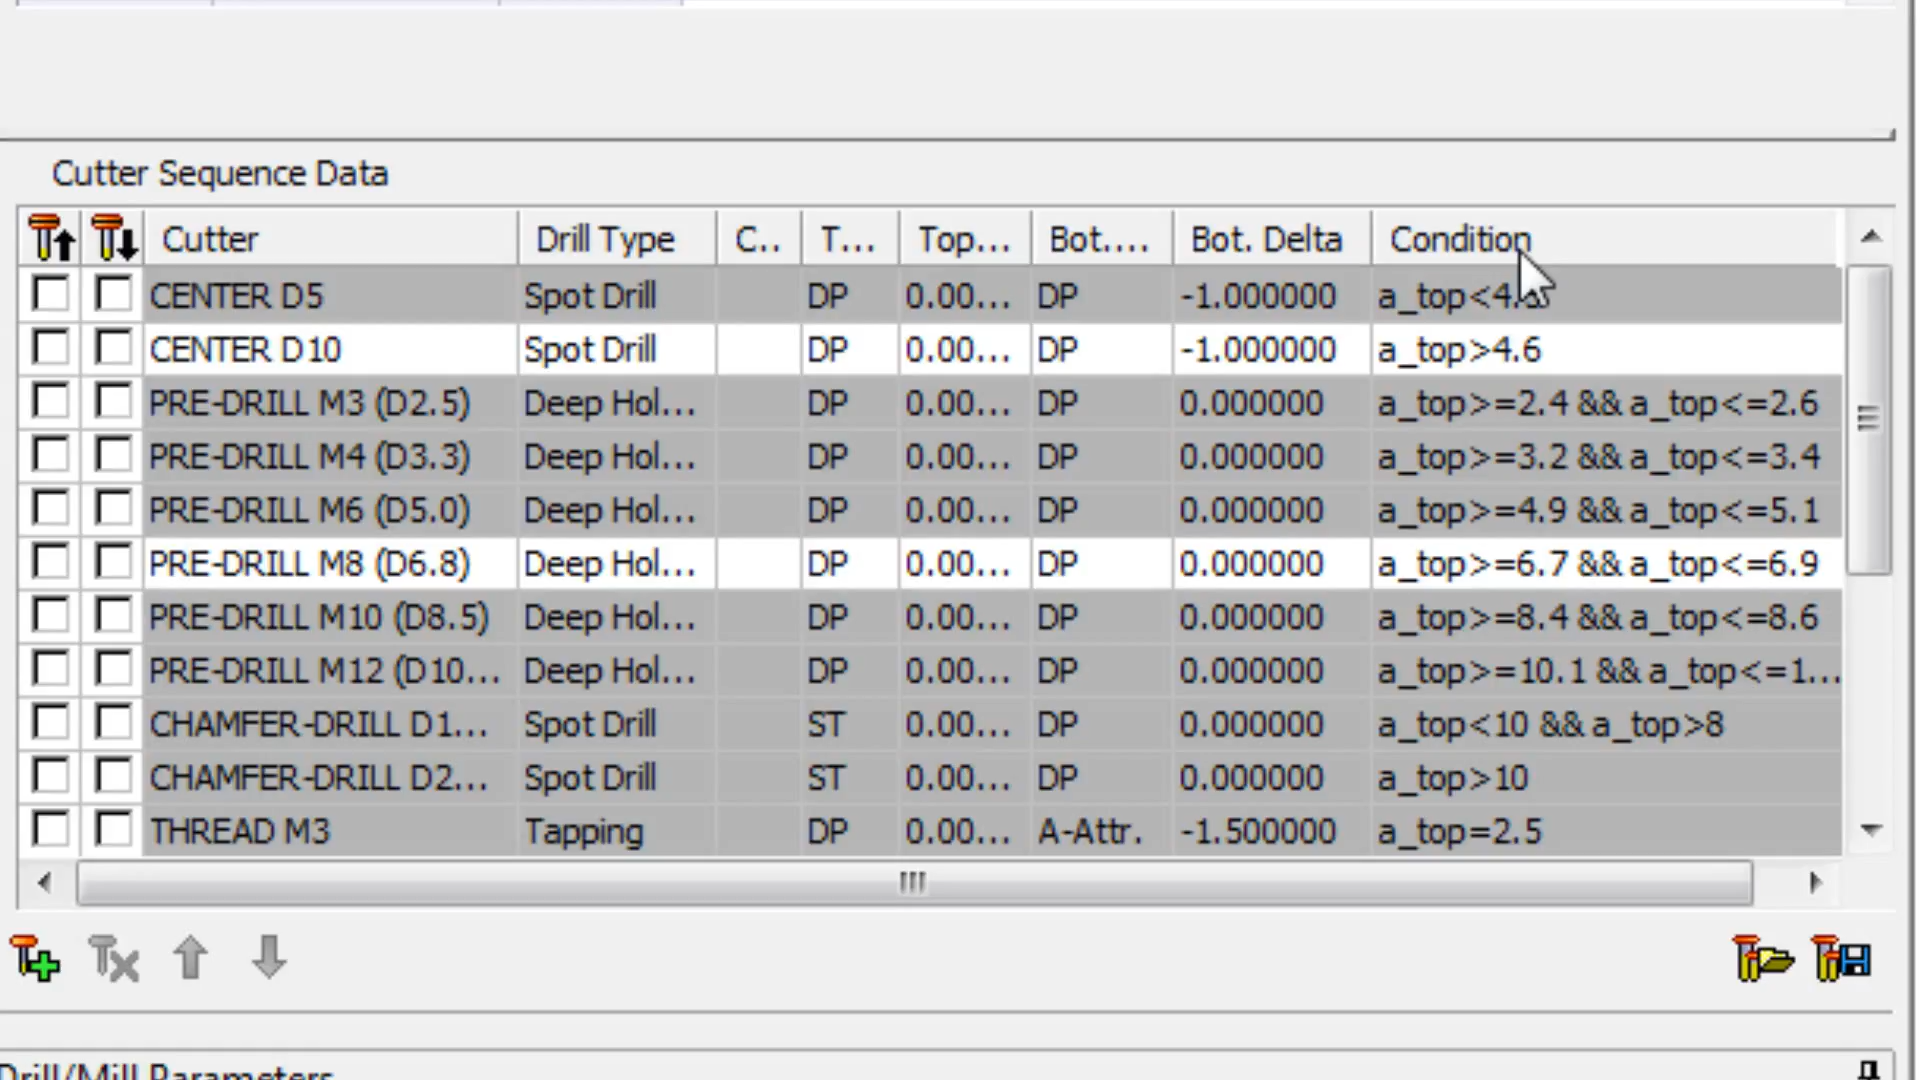 Cutter Sequence Data
Cutter Drill Type C.. T... Top... Bot.... Bot. Delta Condition
CENTER D5 Spot Drill DP 0.00... DP -1.000000 a_top<4.
CENTER D10 Spot Drill DP 0.00... DP -1.000000 a_top>4.6
PRE-DRILL M3 (D2.5) Deep Hol... DP 0.00... DP 0.000000 a_top>=2.4 && a_top<=2.6
PRE-DRILL M4 (D3.3) Deep Hol... DP 0.00... DP 0.000000 a_top>=3.2 && a_top<=3.4
PRE-DRILL M6 (D5.0) Deep Hol... DP 0.00... DP 0.000000 a_top>=4.9 && a_top<=5.1
PRE-DRILL M8 (D6.8) Deep Hol... DP 0.00... DP 0.000000 a_top>=6.7 && a_top<=6.9
PRE-DRILL M10 (D8.5) Deep Hol... DP 0.00... DP 0.000000 a_top>=8.4 && a_top<=8.6
PRE-DRILL M12 (D10... Deep Hol... DP 0.00... DP 0.000000 a_top>=10.1 && a_top<=1...
CHAMFER-DRILL D1... Spot Drill ST 0.00... DP 0.000000 a_top<10 && a_top>8
CHAMFER-DRILL D2... Spot Drill ST 0.00... DP 0.000000 a_top>10
THREAD M3 Tapping DP 0.00... A-Attr. -1.500000 a_top=2.5
Drill/Mill Parameters